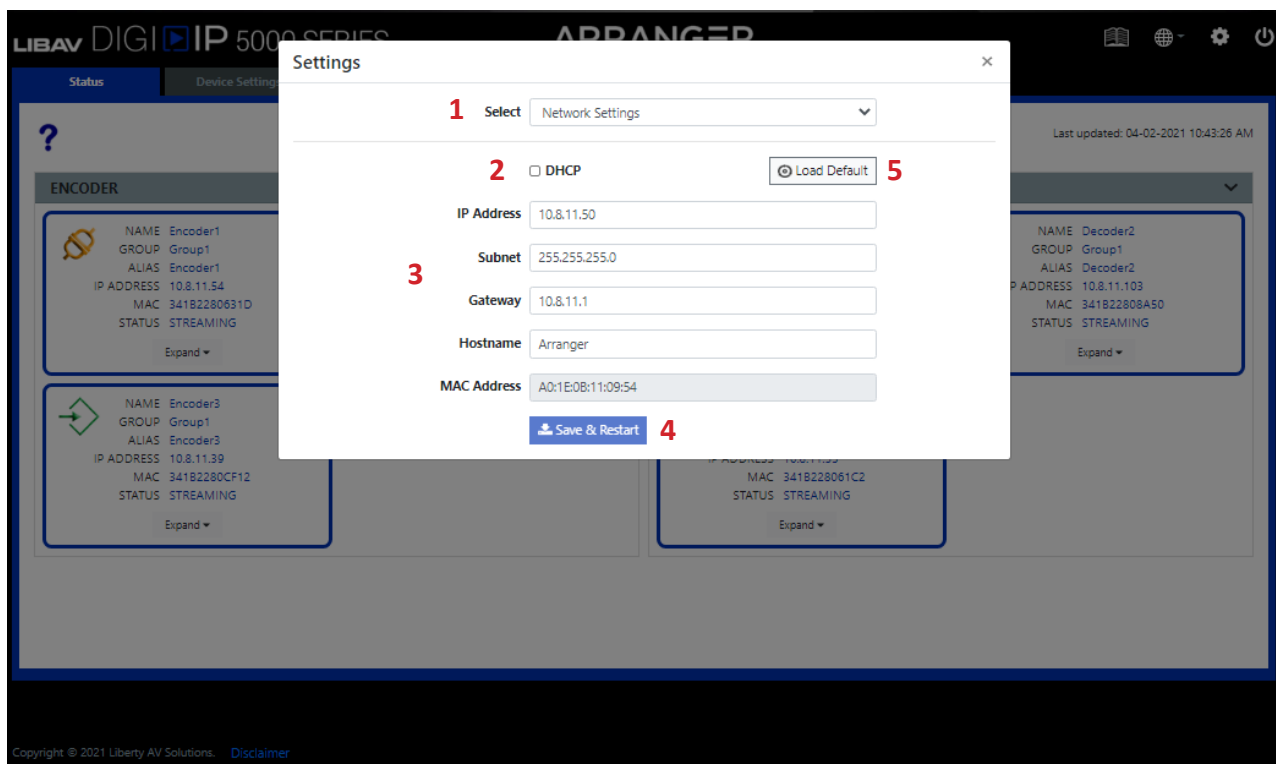 LIBAV DIGI IP 5000 SERIES
ARRANGER
Status
Device Settings
Last updated: 04-02-2021 10:43:26 AM
Settings
×
1
Select
Network Settings
2
DHCP
Load Default
5
IP Address
10.8.11.50
Subnet
255.255.255.0
3
Gateway
10.8.11.1
Hostname
Arranger
MAC Address
A0:1E:0B:11:09:54
Save & Restart
4
?
ENCODER
NAME Encoder1
GROUP Group1
ALIAS Encoder1
IP ADDRESS 10.8.11.54
MAC 341B2280631D
STATUS STREAMING
Expand
NAME Encoder3
GROUP Group1
ALIAS Encoder3
IP ADDRESS 10.8.11.39
MAC 341B2280CF12
STATUS STREAMING
Expand
NAME Decoder2
GROUP Group1
ALIAS Decoder2
P ADDRESS 10.8.11.103
MAC 341B22808A50
STATUS STREAMING
Expand
MAC 341B228061C2
STATUS STREAMING
Expand
Copyright © 2021 Liberty AV Solutions. Disclaimer